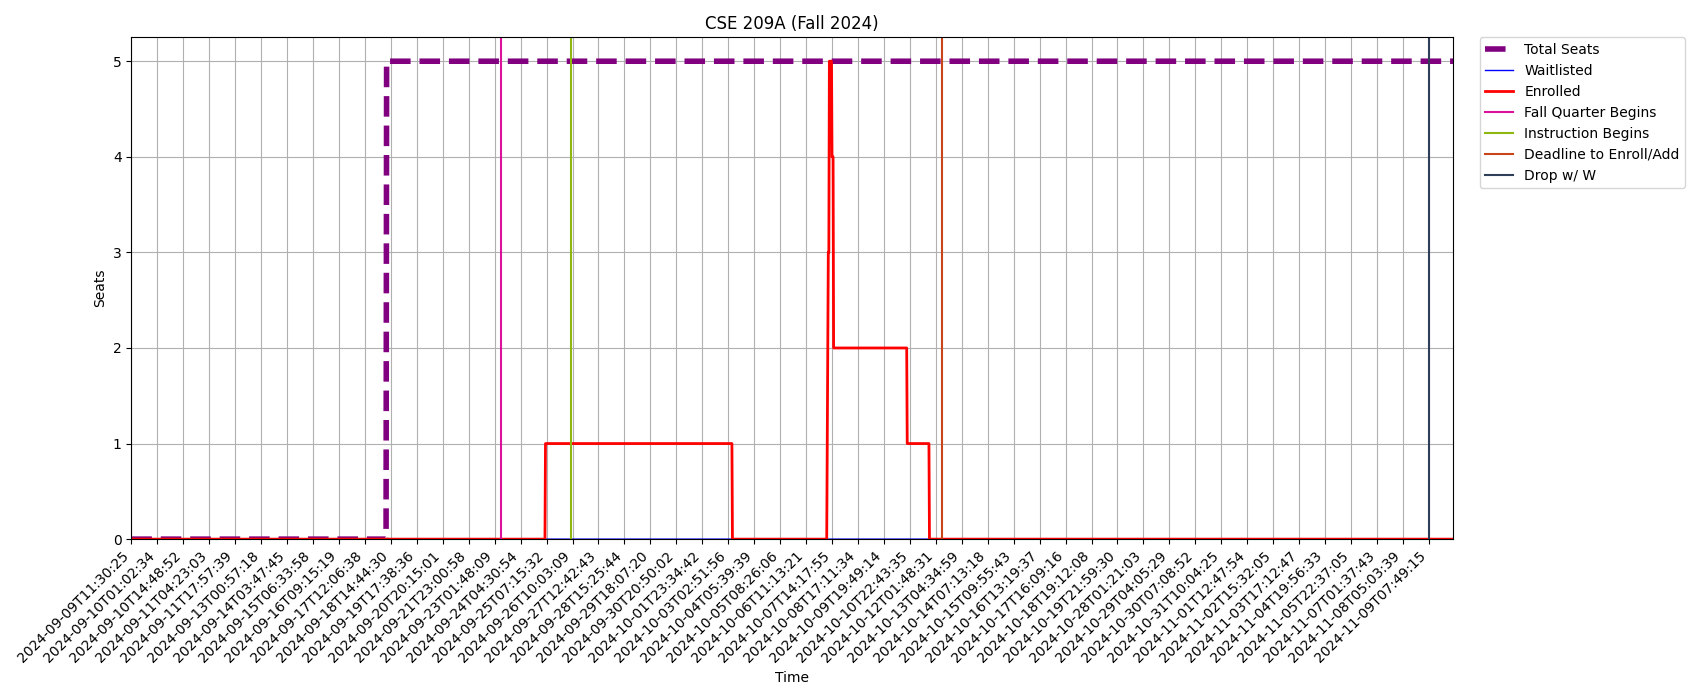 CSE 209A (Fall 2024)
Total Seats
Waitlisted
Enrolled
Fall Quarter Begins
Instruction Begins
Deadline to Enroll/Add
Drop w/ W
Seats
5
4
3
2
1
0
2024-09-09T11:30:25
2024-09-10T01:02:34
2024-09-10T14:48:52
2024-09-11T04:23:03
2024-09-11T17:57:39
2024-09-13T00:57:18
2024-09-14T03:47:45
2024-09-15T06:33:58
2024-09-16T09:15:19
2024-09-17T12:06:38
2024-09-18T14:44:30
2024-09-19T17:38:36
2024-09-20T20:15:01
2024-09-21T23:00:58
2024-09-23T01:48:09
2024-09-24T04:30:54
2024-09-25T07:15:32
2024-09-26T10:03:09
2024-09-27T12:42:43
2024-09-28T15:25:44
2024-09-29T18:07:20
2024-09-30T20:50:02
2024-10-01T23:34:42
2024-10-03T02:51:56
2024-10-04T05:39:39
2024-10-05T08:26:06
2024-10-06T11:13:21
2024-10-07T14:17:55
2024-10-08T17:11:34
2024-10-09T19:49:14
2024-10-10T22:43:35
2024-10-12T01:48:31
2024-10-13T04:34:59
2024-10-14T07:13:18
2024-10-15T09:55:43
2024-10-16T13:19:37
2024-10-17T16:09:16
2024-10-18T19:12:08
2024-10-19T21:59:30
2024-10-28T01:21:03
2024-10-29T04:05:29
2024-10-30T07:08:52
2024-10-31T10:04:25
2024-11-01T12:47:54
2024-11-02T15:32:05
2024-11-03T17:12:47
2024-11-04T19:56:33
2024-11-05T22:37:05
2024-11-07T01:37:43
2024-11-08T05:03:39
2024-11-09T07:49:15
Time